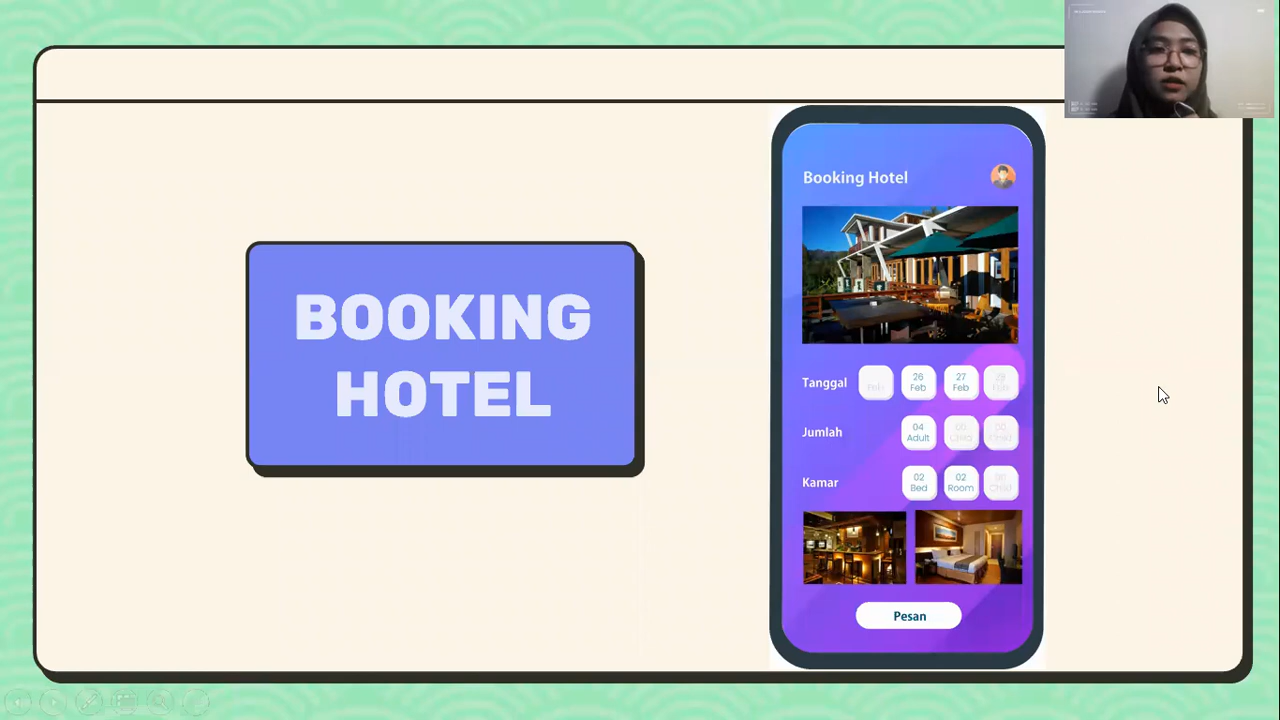 BOOKING
HOTEL
Booking Hotel
Tanggal
26 Feb
27 Feb
Jumlah
04 Adult
Kamar
02 Bed
02 Room
Pesan